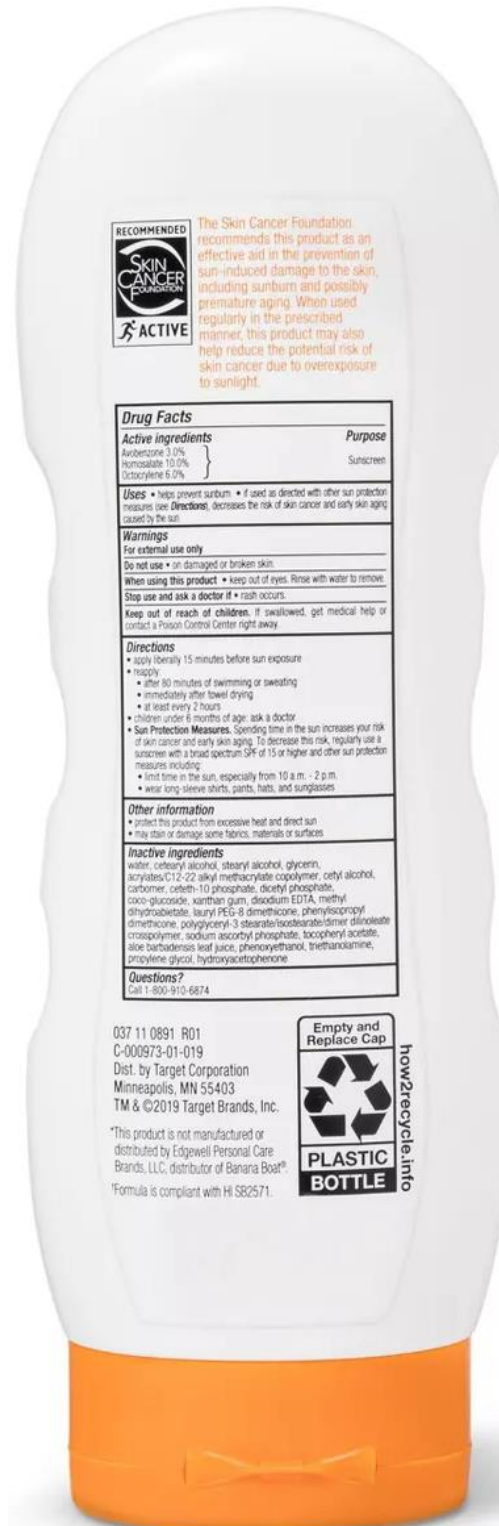 RECOMMENDED
SKIN
CANCER
FOUNDATION
ACTIVE
The Skin Cancer Foundation
recommends this product as an
effective aid in the prevention of
sun-induced damage to the skin,
including sunburn and possibly
premature aging. When used
regularly in the prescribed
manner, this product may also
help reduce the potential risk of
skin cancer due to overexposure
to sunlight.
Drug Facts
Active ingredients Purpose
Avobenzone 3.0%
Homosalate 10.0%
Octocrylene 6.0%
Sunscreen
Uses • helps prevent sunburn • if used as directed with other sun protection
measures (see Directions), decreases the risk of skin cancer and early skin aging
caused by the sun
Warnings
For external use only
Do not use • on damaged or broken skin.
When using this product • keep out of eyes. Rinse with water to remove.
Stop use and ask a doctor if • rash occurs.
Keep out of reach of children. If swallowed, get medical help or
contact a Poison Control Center right away.
Directions
• apply liberally 15 minutes before sun exposure
• reapply:
• after 80 minutes of swimming or sweating
• immediately after towel drying
• at least every 2 hours
• children under 6 months of age: ask a doctor
• Sun Protection Measures. Spending time in the sun increases your risk
of skin cancer and early skin aging. To decrease this risk, regularly use a
sunscreen with a broad spectrum SPF of 15 or higher and other sun protection
measures including:
• limit time in the sun, especially from 10 a.m. - 2 p.m.
• wear long-sleeve shirts, pants, hats, and sunglasses
Other information
• protect this product from excessive heat and direct sun
• may stain or damage some fabrics, materials or surfaces
Inactive ingredients
water, cetearyl alcohol, stearyl alcohol, glycerin,
acrylates/C12-22 alkyl methacrylate copolymer, cetyl alcohol,
carbomer, ceteth-10 phosphate, dicetyl phosphate,
coco-glucoside, xanthan gum, disodium EDTA, methyl
dihydroabietate, lauryl PEG-8 dimethicone, phenylisopropyl
dimethicone, polyglyceryl-3 stearate/isostearate/dimer dilinoleate
crosspolymer, sodium ascorbyl phosphate, tocopheryl acetate,
aloe barbadensis leaf juice, phenoxyethanol, triethanolamine,
propylene glycol, hydroxyacetophenone
Questions?
Call 1-800-910-6874
037 11 0891 R01
C-000973-01-019
Dist. by Target Corporation
Minneapolis, MN 55403
TM & ©2019 Target Brands, Inc.
*This product is not manufactured or
distributed by Edgewell Personal Care
Brands, LLC, distributor of Banana Boat®.
†Formula is compliant with HI SB2571.
Empty and
Replace Cap
PLASTIC
BOTTLE
how2recycle.info